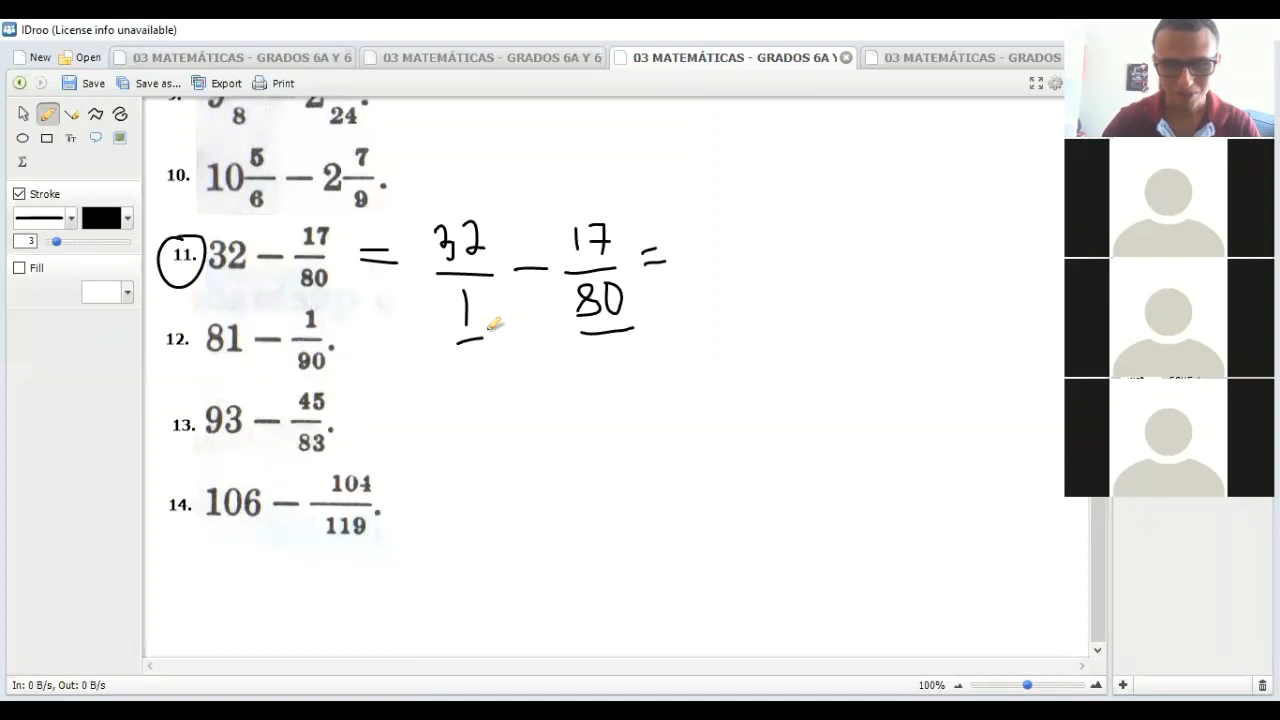 IDroo (License info unavailable)
New Open 03 MATEMÁTICAS - GRADOS 6A Y 6 03 MATEMÁTICAS - GRADOS 6A Y 6 03 MATEMÁTICAS - GRADOS 6A Y 03 MATEMÁTICAS - GRADOS
Save Save as... Export Print
8 24
10. 10 5/6 − 2 7/9.
Tr
Σ
Stroke
11. 32 − 17/80 = 32/1 − 17/80 =
3
Fill
12. 81 − 1/90.
13. 93 − 45/83.
14. 106 − 104/119.
In: 0 B/s, Out: 0 B/s 100%